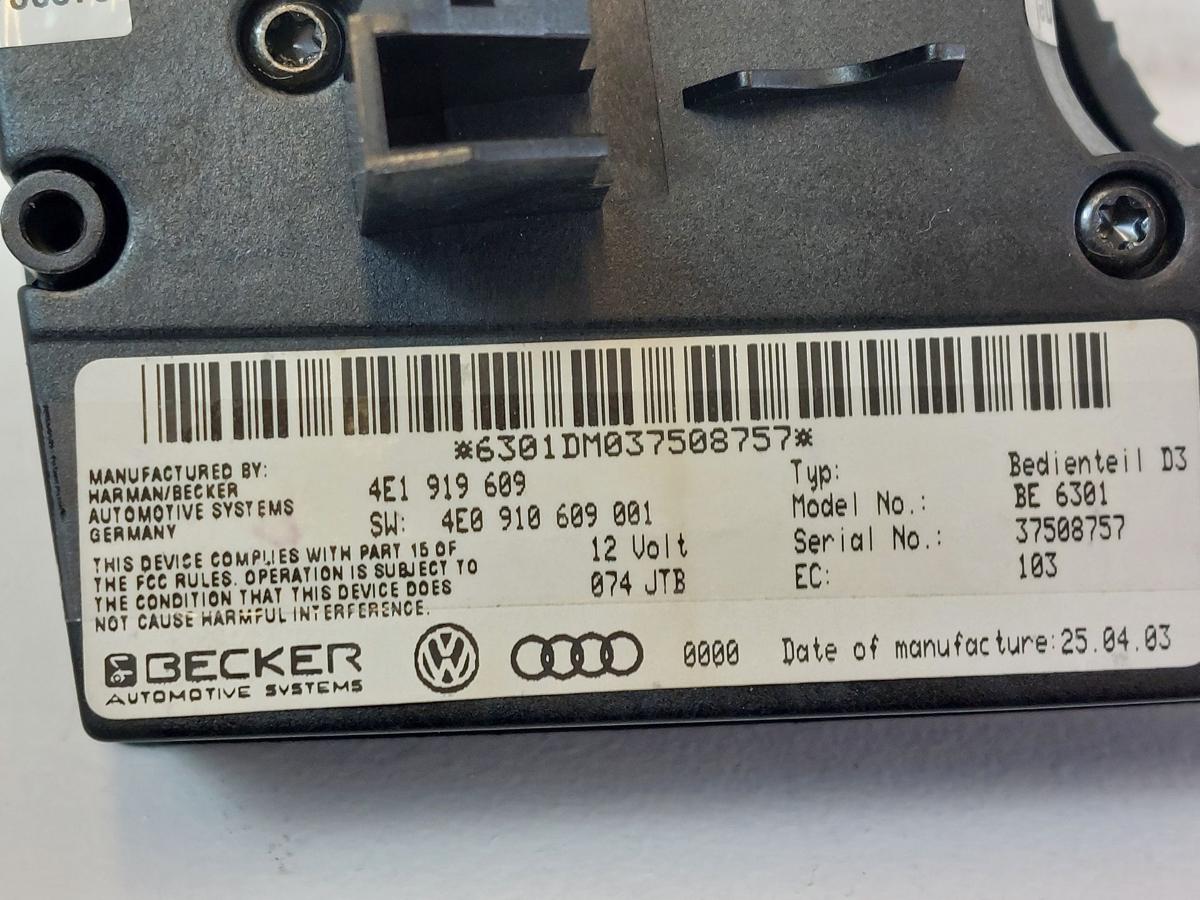 *6301DM037508757*
MANUFACTURED BY:
HARMAN/BECKER
AUTOMOTIVE SYSTEMS
GERMANY
4E1 919 609
SW: 4E0 910 609 001
12 Volt
074 JTB
Typ: Bedienteil D3
Model No.: BE 6301
Serial No.: 37508757
EC: 103
THIS DEVICE COMPLIES WITH PART 15 OF
THE FCC RULES. OPERATION IS SUBJECT TO
THE CONDITION THAT THIS DEVICE DOES
NOT CAUSE HARMFUL INTERFERENCE.
BECKER
AUTOMOTIVE SYSTEMS
VW
0000 Date of manufacture:25.04.03